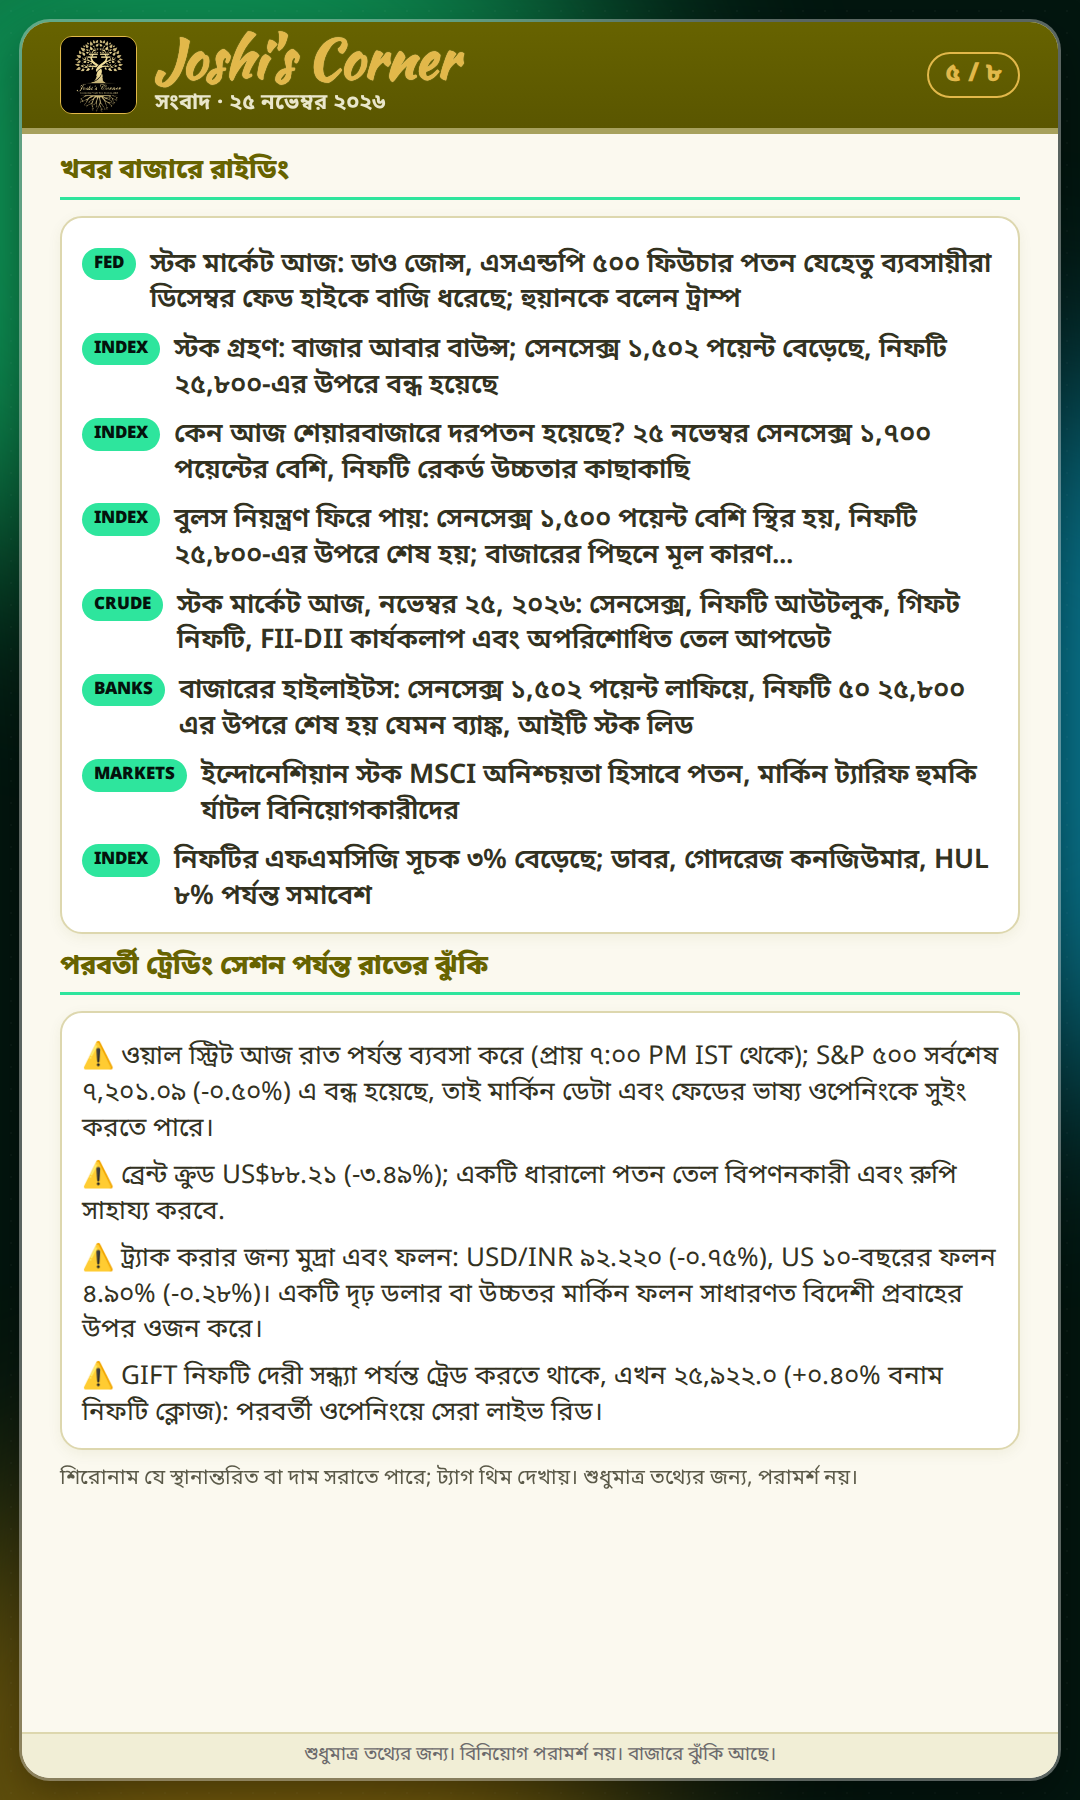 Joshi's Corner
সংবাদ · ২৫ নভেম্বর ২০২৬
৫ / ৮
খবর বাজারে রাইডিং
FED স্টক মার্কেট আজ: ডাও জোন্স, এসএন্ডপি ৫০০ ফিউচার পতন যেহেতু ব্যবসায়ীরা
ডিসেম্বর ফেড হাইকে বাজি ধরেছে; হুয়ানকে বলেন ট্রাম্প
INDEX স্টক গ্রহণ: বাজার আবার বাউন্স; সেনসেক্স ১,৫০২ পয়েন্ট বেড়েছে, নিফটি
২৫,৮০০-এর উপরে বন্ধ হয়েছে
INDEX কেন আজ শেয়ারবাজারে দরপতন হয়েছে? ২৫ নভেম্বর সেনসেক্স ১,৭০০
পয়েন্টের বেশি, নিফটি রেকর্ড উচ্চতার কাছাকাছি
INDEX বুলস নিয়ন্ত্রণ ফিরে পায়: সেনসেক্স ১,৫০০ পয়েন্ট বেশি স্থির হয়, নিফটি
২৫,৮০০-এর উপরে শেষ হয়; বাজারের পিছনে মূল কারণ...
CRUDE স্টক মার্কেট আজ, নভেম্বর ২৫, ২০২৬: সেনসেক্স, নিফটি আউটলুক, গিফট
নিফটি, FII-DII কার্যকলাপ এবং অপরিশোধিত তেল আপডেট
BANKS বাজারের হাইলাইটস: সেনসেক্স ১,৫০২ পয়েন্ট লাফিয়ে, নিফটি ৫০ ২৫,৮০০
এর উপরে শেষ হয় যেমন ব্যাঙ্ক, আইটি স্টক লিড
MARKETS ইন্দোনেশিয়ান স্টক MSCI অনিশ্চয়তা হিসাবে পতন, মার্কিন ট্যারিফ হুমকি
র্যাটল বিনিয়োগকারীদের
INDEX নিফটির এফএমসিজি সূচক ৩% বেড়েছে; ডাবর, গোদরেজ কনজিউমার, HUL
৮% পর্যন্ত সমাবেশ
পরবর্তী ট্রেডিং সেশন পর্যন্ত রাতের ঝুঁকি
⚠️ ওয়াল স্ট্রিট আজ রাত পর্যন্ত ব্যবসা করে (প্রায় ৭:০০ PM IST থেকে); S&P ৫০০ সর্বশেষ
৭,২০১.০৯ (-০.৫০%) এ বন্ধ হয়েছে, তাই মার্কিন ডেটা এবং ফেডের ভাষ্য ওপেনিংকে সুইং
করতে পারে।
⚠️ ব্রেন্ট ক্রুড US$৮৮.২১ (-৩.৪৯%); একটি ধারালো পতন তেল বিপণনকারী এবং রুপি
সাহায্য করবে.
⚠️ ট্র্যাক করার জন্য মুদ্রা এবং ফলন: USD/INR ৯২.২২০ (-০.৭৫%), US ১০-বছরের ফলন
৪.৯০% (-০.২৮%)। একটি দৃঢ় ডলার বা উচ্চতর মার্কিন ফলন সাধারণত বিদেশী প্রবাহের
উপর ওজন করে।
⚠️ GIFT নিফটি দেরী সন্ধ্যা পর্যন্ত ট্রেড করতে থাকে, এখন ২৫,৯২২.০ (+০.৪০% বনাম
নিফটি ক্লোজ): পরবর্তী ওপেনিংয়ে সেরা লাইভ রিড।
শিরোনাম যে স্থানান্তরিত বা দাম সরাতে পারে; ট্যাগ থিম দেখায়। শুধুমাত্র তথ্যের জন্য, পরামর্শ নয়।
শুধুমাত্র তথ্যের জন্য। বিনিয়োগ পরামর্শ নয়। বাজারে ঝুঁকি আছে।